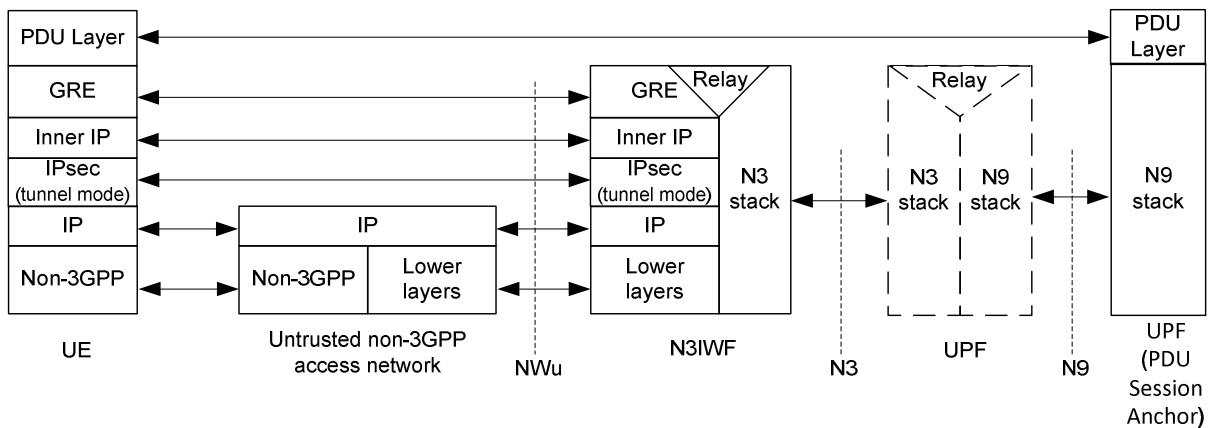 PDU Layer
GRE
Inner IP
IPsec
(tunnel mode)
IP
Non-3GPP
UE
IP
Non-3GPP
Lower
layers
Untrusted non-3GPP
access network
NWu
GRE
Relay
Inner IP
IPsec
(tunnel mode)
IP
Lower
layers
N3
stack
N3IWF
N3
Relay
N3
stack
N9
stack
UPF
N9
PDU
Layer
N9
stack
UPF
(PDU
Session
Anchor)